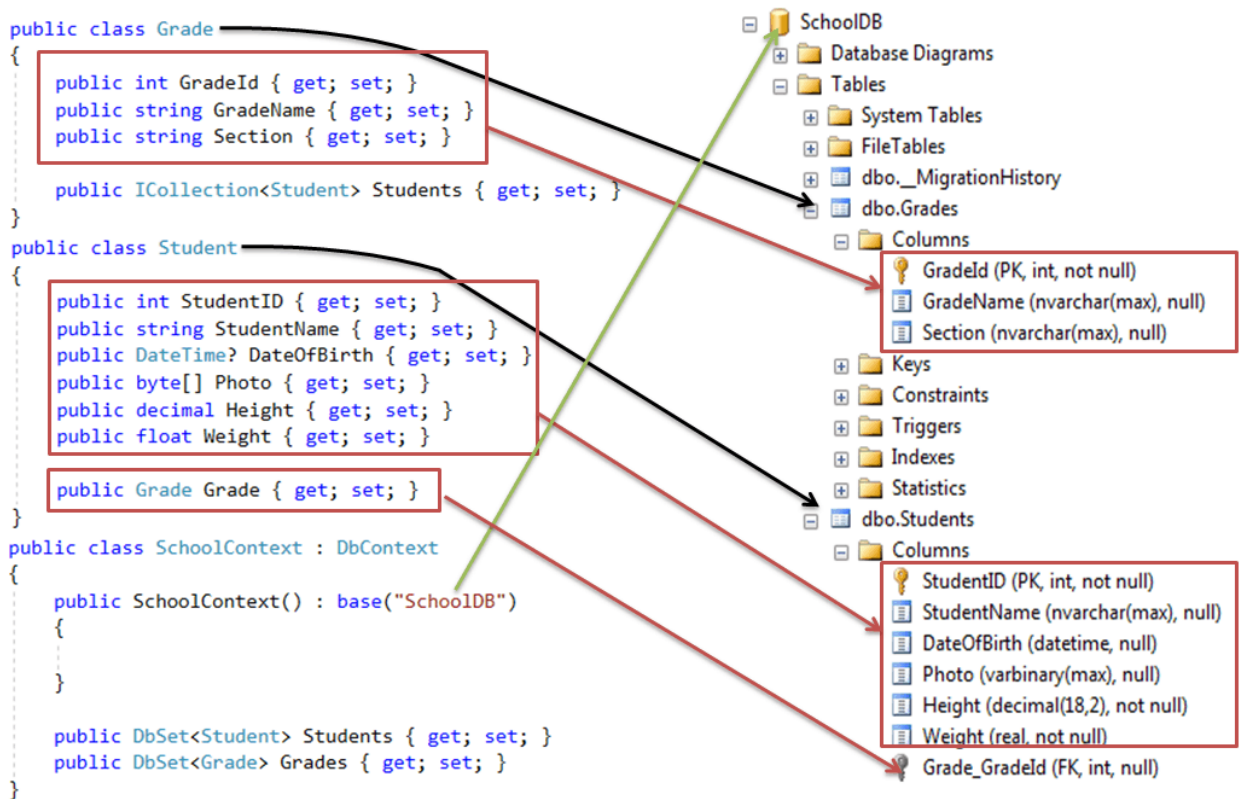 public class Grade
{
public int GradeId { get; set; }
public string GradeName { get; set; }
public string Section { get; set; }
public ICollection<Student> Students { get; set; }
}
public class Student
{
public int StudentID { get; set; }
public string StudentName { get; set; }
public DateTime? DateOfBirth { get; set; }
public byte[] Photo { get; set; }
public decimal Height { get; set; }
public float Weight { get; set; }
public Grade Grade { get; set; }
}
public class SchoolContext : DbContext
{
public SchoolContext() : base("SchoolDB")
{
}
public DbSet<Student> Students { get; set; }
public DbSet<Grade> Grades { get; set; }
}
SchoolDB
Database Diagrams
Tables
System Tables
FileTables
dbo.__MigrationHistory
dbo.Grades
Columns
GradeId (PK, int, not null)
GradeName (nvarchar(max), null)
Section (nvarchar(max), null)
Keys
Constraints
Triggers
Indexes
Statistics
dbo.Students
Columns
StudentID (PK, int, not null)
StudentName (nvarchar(max), null)
DateOfBirth (datetime, null)
Photo (varbinary(max), null)
Height (decimal(18,2), not null)
Weight (real, not null)
Grade_GradeId (FK, int, null)